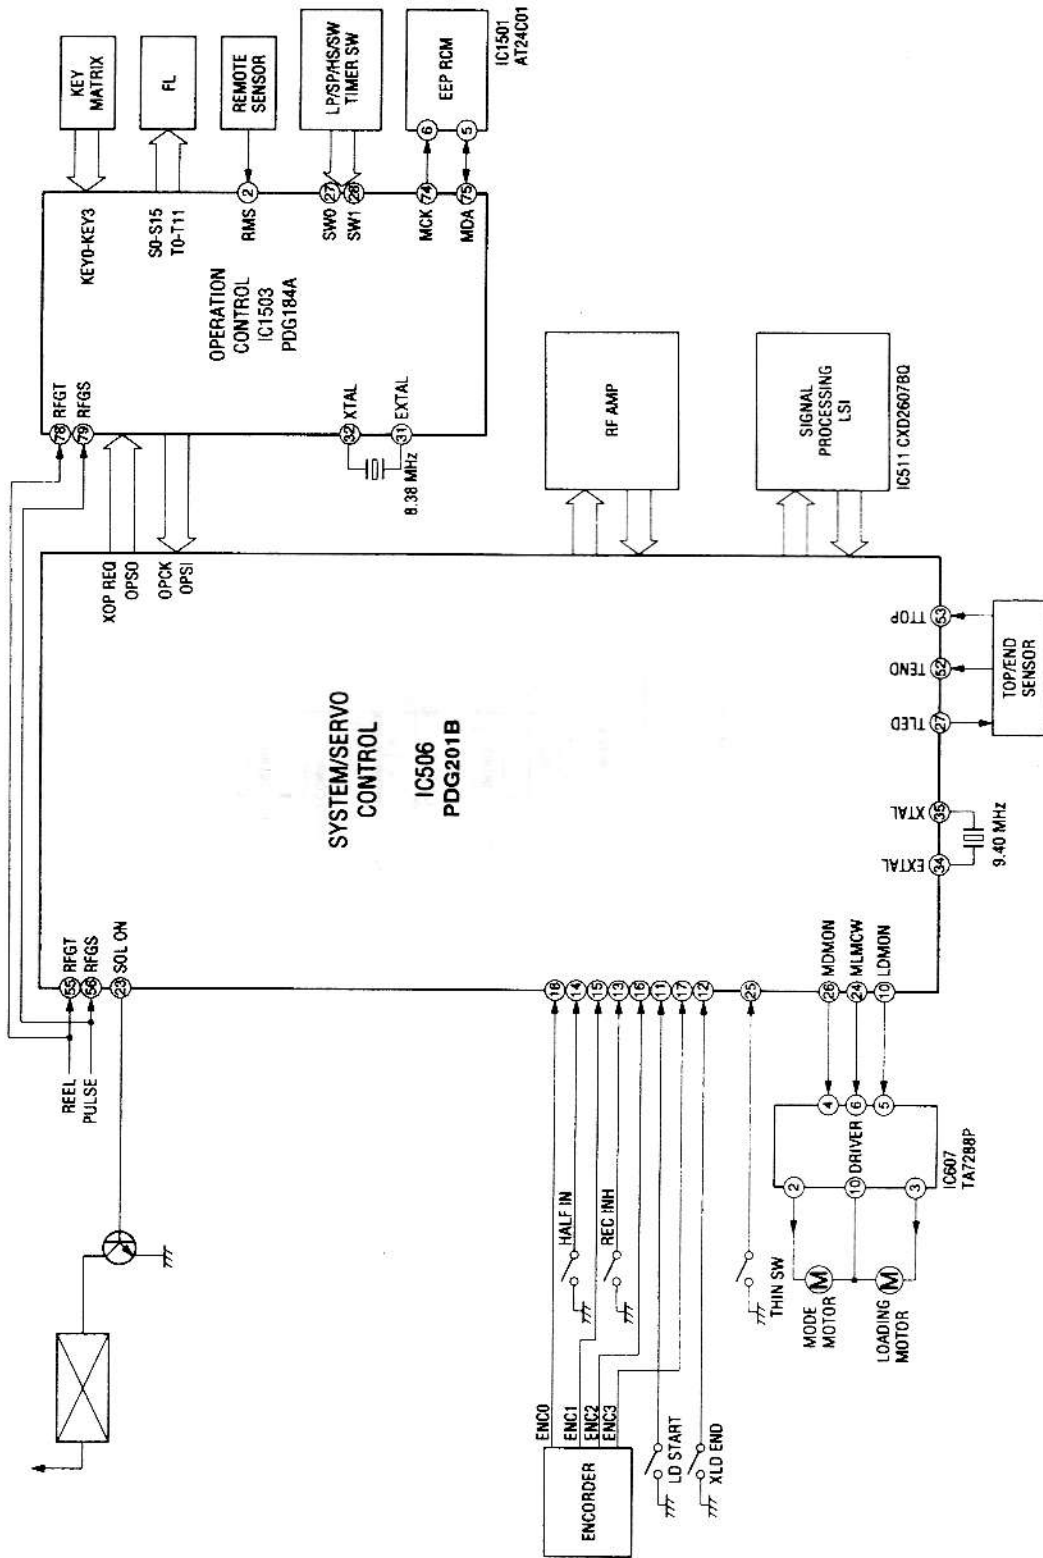 KEY
MATRIX
FL
REMOTE
SENSOR
LP/SP/HS/SW
TIMER SW
EEP RCM
IC1501
AT24C01
6
5
2
27
28
74
75
KEY0-KEY3
S0-S15
T0-T11
RMS
SW0
SW1
MCK
MDA
OPERATION
CONTROL
IC1503
PDG184A
RFGT
RFGS
78
79
XTAL
EXTAL
32
31
8.38 MHz
RF AMP
SIGNAL
PROCESSING
LSI
IC511 CXD2607BQ
XOP REQ
OPSO
OPCK
OPSI
SYSTEM/SERVO
CONTROL
IC506
PDG201B
TTOP
TEND
TLED
53
52
27
TOP/END
SENSOR
XTAL
EXTAL
35
34
9.40 MHz
REEL
PULSE
55
56
23
RFGT
RFGS
SOL ON
18
14
15
13
16
11
17
12
25
26
24
10
MDMON
MLMCW
LDMON
4
6
5
DRIVER
2
10
3
IC607
TA7288P
M
MODE
MOTOR
M
LOADING
MOTOR
HALF IN
REC INH
THIN SW
LD START
XLD END
ENC0
ENC1
ENC2
ENC3
ENCORDER